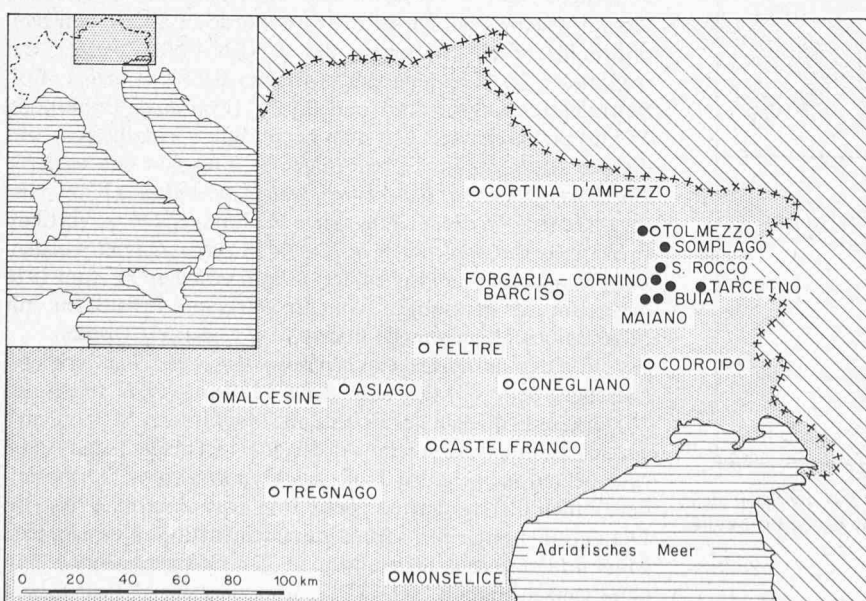 CORTINA D'AMPEZZO
TOLMEZZO
SOMPLAGO
S. ROCCO
FORGARIA-CORNINO
TARCETNO
BARCIS
BUIA
MAIANO
FELTRE
CODROIPO
MALCESINE
ASIAGO
CONEGLIANO
CASTELFRANCO
TREGNAGO
Adriatisches Meer
MONSELICE
0 20 40 60 80 100 km